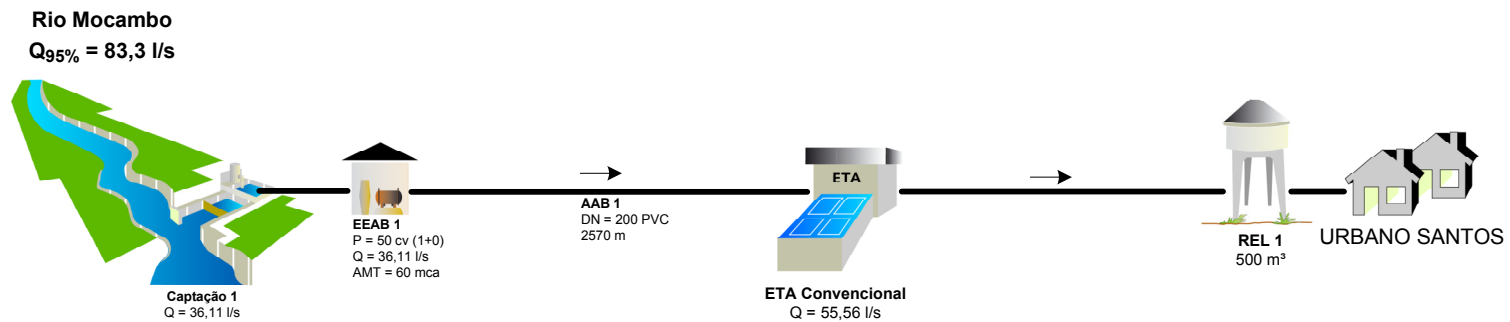 Rio Mocambo
Q95% = 83,3 l/s
Captação 1
Q = 36,11 l/s
EEAB 1
P = 50 cv (1+0)
Q = 36,11 l/s
AMT = 60 mca
AAB 1
DN = 200 PVC
2570 m
ETA
ETA Convencional
Q = 55,56 l/s
REL 1
500 m³
URBANO SANTOS